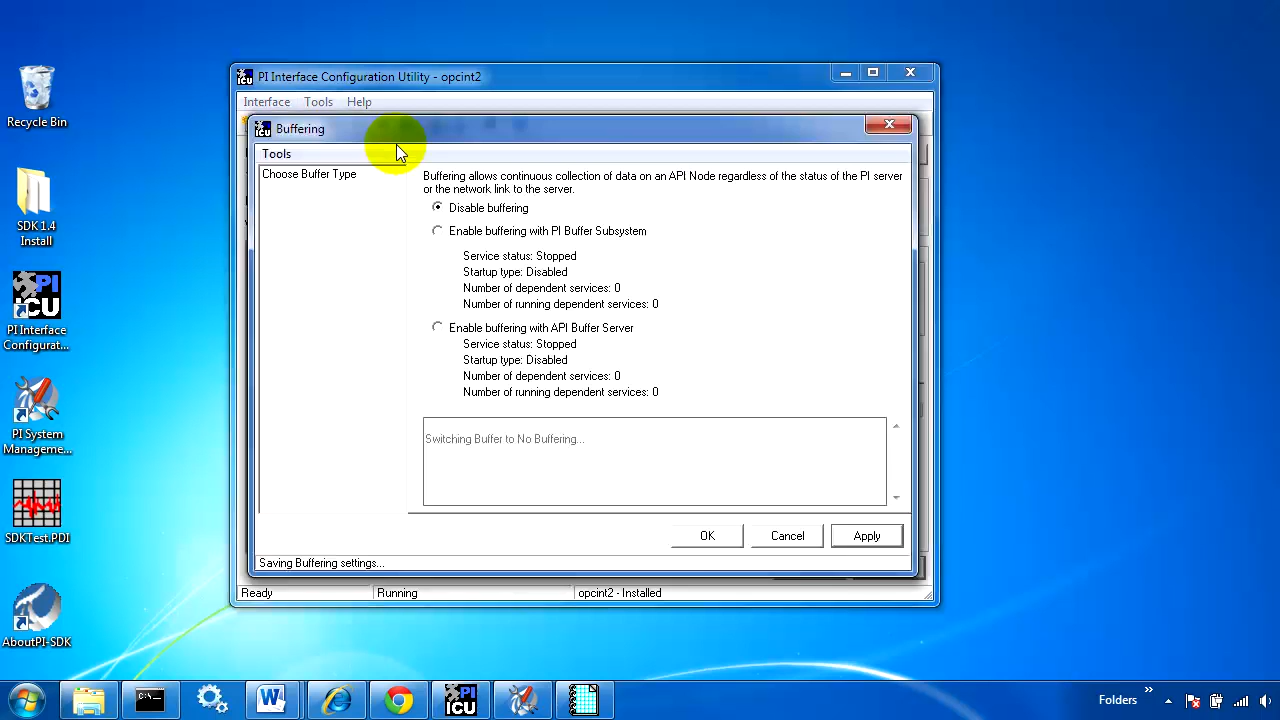 Recycle Bin
SDK 1.4
Install
PI Interface
Configurat...
PI System
Manageme...
SDKTest.PDI
AboutPI-SDK
PI Interface Configuration Utility - opcint2
Interface Tools Help
Buffering
Tools
Choose Buffer Type
Buffering allows continuous collection of data on an API Node regardless of the status of the PI server
or the network link to the server.
Disable buffering
Enable buffering with PI Buffer Subsystem
Service status: Stopped
Startup type: Disabled
Number of dependent services: 0
Number of running dependent services: 0
Enable buffering with API Buffer Server
Service status: Stopped
Startup type: Disabled
Number of dependent services: 0
Number of running dependent services: 0
Switching Buffer to No Buffering...
OK Cancel Apply
Saving Buffering settings...
Ready Running opcint2 - Installed
Folders